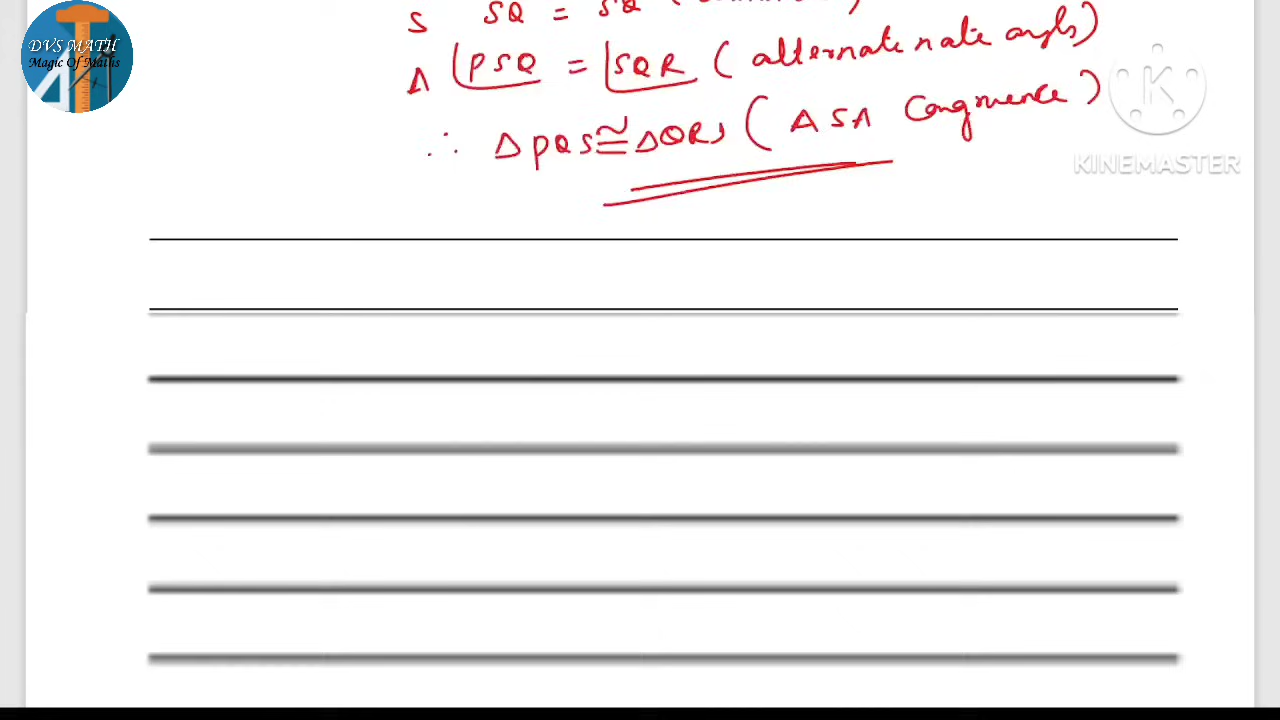 S SQ = SQ
A ∠PSQ = ∠SQR ( alternate nate angls)
∴ ΔPQS ≅ ΔQRS ( ASA Congruence )
DVS MATH
Magic Of Maths
K
KINEMASTER